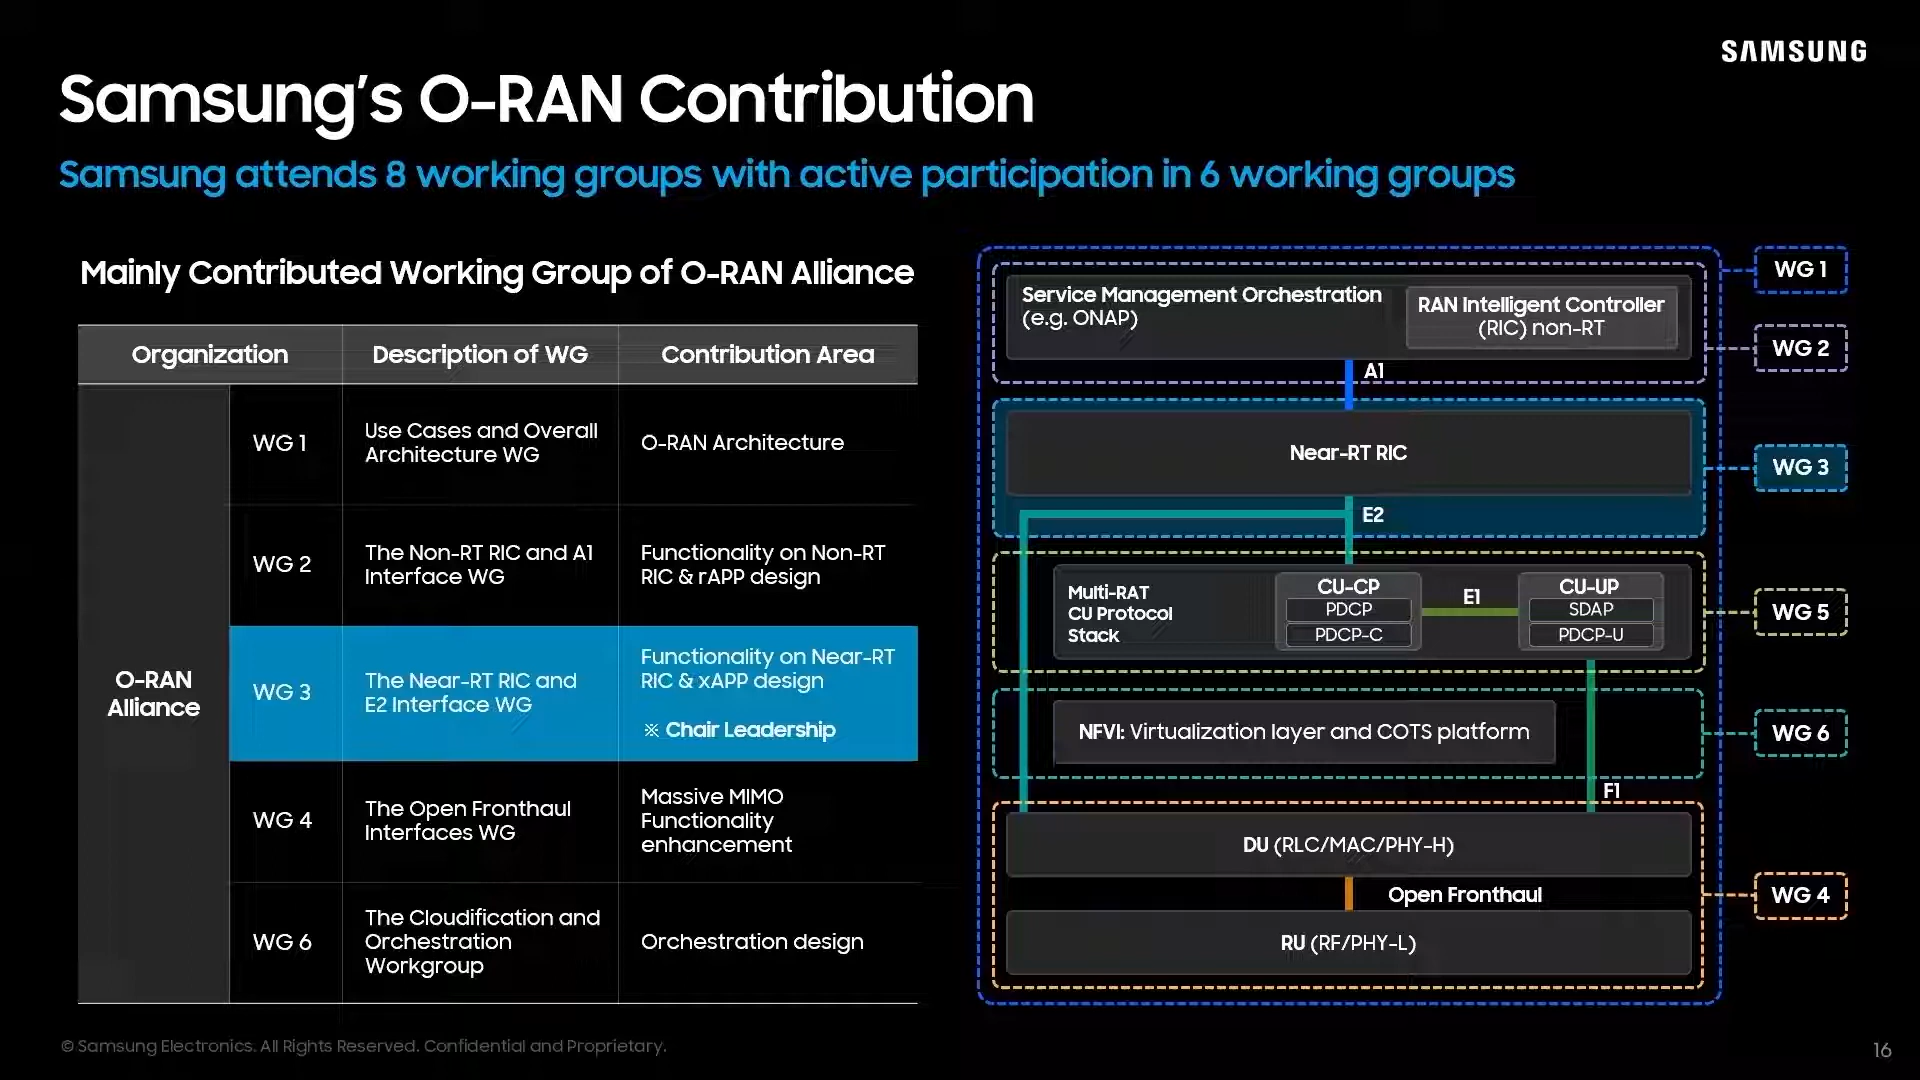 SAMSUNG
Samsung's O-RAN Contribution
Samsung attends 8 working groups with active participation in 6 working groups
Mainly Contributed Working Group of O-RAN Alliance
Organization
Description of WG
Contribution Area
O-RAN
Alliance
WG 1
Use Cases and Overall
Architecture WG
O-RAN Architecture
WG 2
The Non-RT RIC and A1
Interface WG
Functionality on Non-RT
RIC & rAPP design
WG 3
The Near-RT RIC and
E2 Interface WG
Functionality on Near-RT
RIC & xAPP design
※ Chair Leadership
WG 4
The Open Fronthaul
Interfaces WG
Massive MIMO
Functionality
enhancement
WG 6
The Cloudification and
Orchestration
Workgroup
Orchestration design
Service Management Orchestration
(e.g. ONAP)
RAN Intelligent Controller
(RIC) non-RT
A1
Near-RT RIC
E2
Multi-RAT
CU Protocol
Stack
CU-CP
PDCP
PDCP-C
E1
CU-UP
SDAP
PDCP-U
NFVI: Virtualization layer and COTS platform
F1
DU (RLC/MAC/PHY-H)
Open Fronthaul
RU (RF/PHY-L)
WG 1
WG 2
WG 3
WG 5
WG 6
WG 4
© Samsung Electronics. All Rights Reserved. Confidential and Proprietary.
16